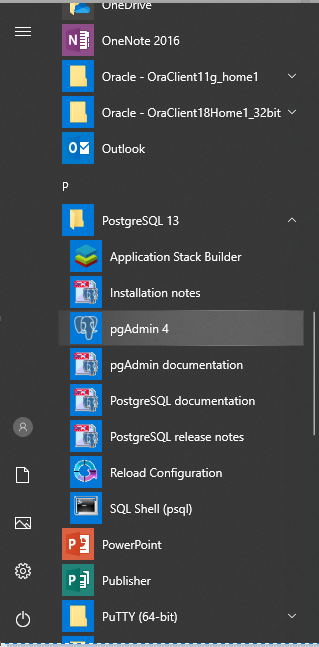 OneDrive
OneNote 2016
Oracle - OraClient11g_home1
Oracle - OraClient18Home1_32bit
Outlook
P
PostgreSQL 13
Application Stack Builder
Installation notes
pgAdmin 4
pgAdmin documentation
PostgreSQL documentation
PostgreSQL release notes
Reload Configuration
SQL Shell (psql)
PowerPoint
Publisher
PuTTY (64-bit)